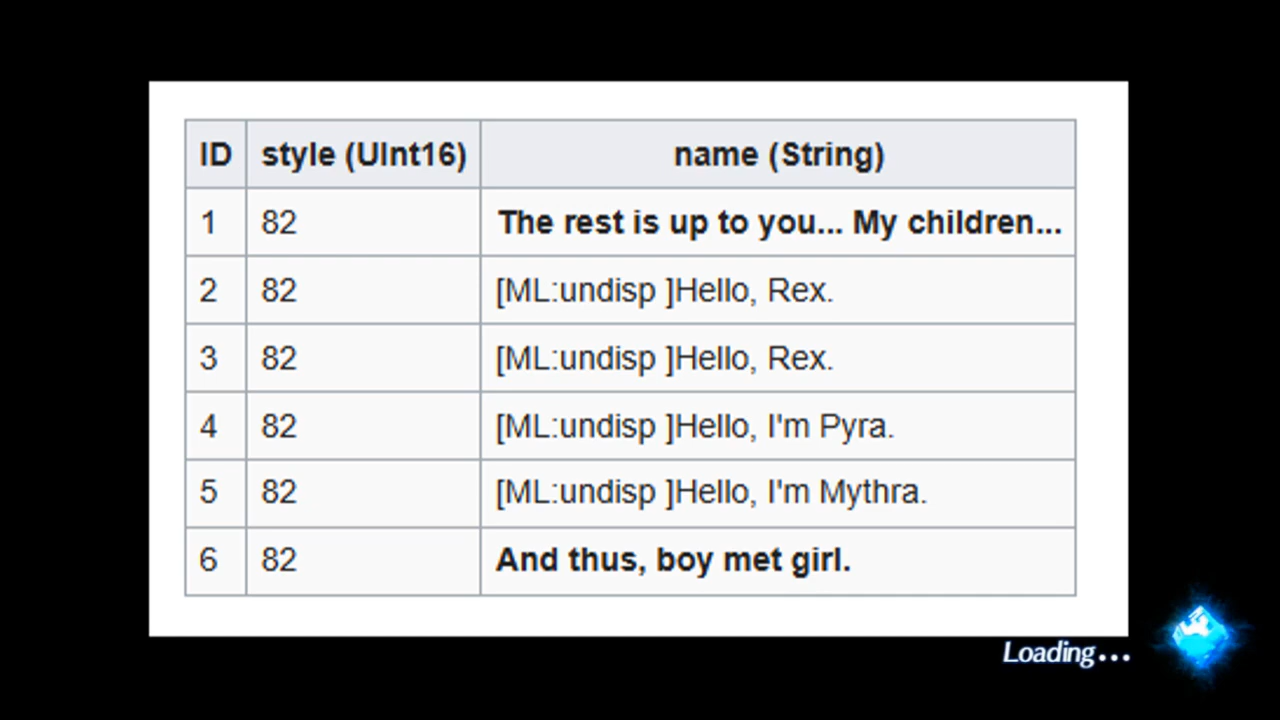 ID style (UInt16) name (String)
1 82 The rest is up to you... My children...
2 82 [ML:undisp ]Hello, Rex.
3 82 [ML:undisp ]Hello, Rex.
4 82 [ML:undisp ]Hello, I'm Pyra.
5 82 [ML:undisp ]Hello, I'm Mythra.
6 82 And thus, boy met girl.
Loading...